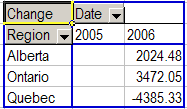 Change Date
Region 2005 2006
Alberta 2024.48
Ontario 3472.05
Quebec -4385.33